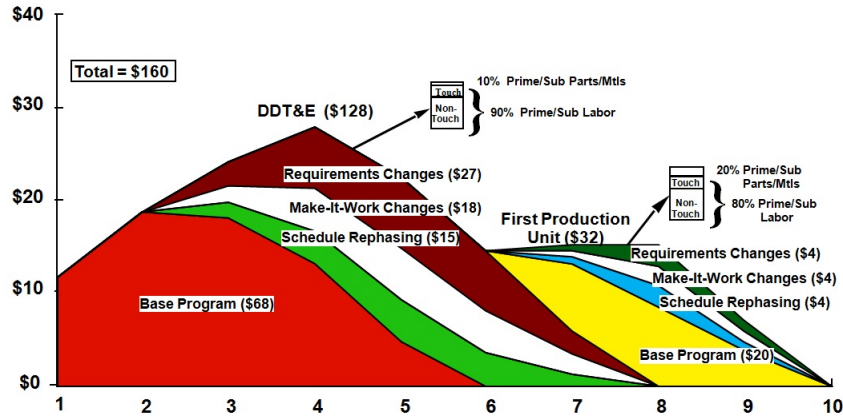 $40
Total = $160
$30
DDT&E ($128)
Touch
Non-
Touch
10% Prime/Sub Parts/Mtls
90% Prime/Sub Labor
Requirements Changes ($27)
$20
Make-It-Work Changes ($18)
Schedule Rephasing ($15)
First Production
Unit ($32)
Touch
Non-
Touch
20% Prime/Sub
Parts/Mtls
80% Prime/Sub
Labor
Requirements Changes ($4)
Make-It-Work Changes ($4)
Schedule Rephasing ($4)
$10
Base Program ($68)
Base Program ($20)
$0
1 2 3 4 5 6 7 8 9 10